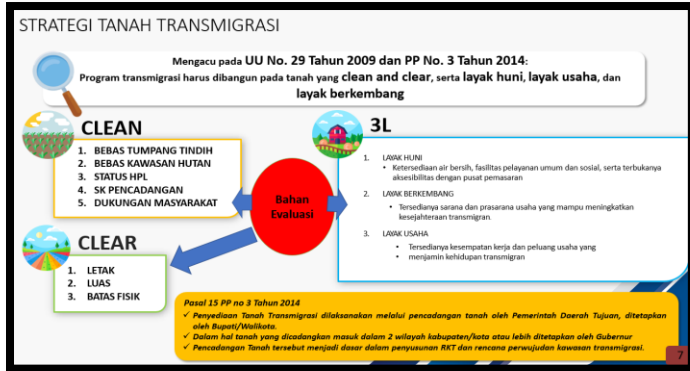 STRATEGI TANAH TRANSMIGRASI
Mengacu pada UU No. 29 Tahun 2009 dan PP No. 3 Tahun 2014:
Program transmigrasi harus dibangun pada tanah yang clean and clear, serta layak huni, layak usaha, dan
layak berkembang
CLEAN
1. BEBAS TUMPANG TINDIH
2. BEBAS KAWASAN HUTAN
3. STATUS HPL
4. SK PENCADANGAN
5. DUKUNGAN MASYARAKAT
CLEAR
1. LETAK
2. LUAS
3. BATAS FISIK
Bahan
Evaluasi
3L
1. LAYAK HUNI
• Ketersediaan air bersih, fasilitas pelayanan umum dan sosial, serta terbukanya
aksesibilitas dengan pusat pemasaran
2. LAYAK BERKEMBANG
• Tersedianya sarana dan prasarana usaha yang mampu meningkatkan
kesejahteraan transmigran.
3. LAYAK USAHA
• Tersedianya kesempatan kerja dan peluang usaha yang
• menjamin kehidupan transmigran
Pasal 15 PP no 3 Tahun 2014
✓ Penyediaan Tanah Transmigrasi dilaksanakan melalui pencadangan tanah oleh Pemerintah Daerah Tujuan, ditetapkan
oleh Bupati/Walikota.
✓ Dalam hal tanah yang dicadangkan masuk dalam 2 wilayah kabupaten/kota atau lebih ditetapkan oleh Gubernur
✓ Pencadangan Tanah tersebut menjadi dasar dalam penyusunan RKT dan rencana perwujudan kawasan transmigrasi.
7